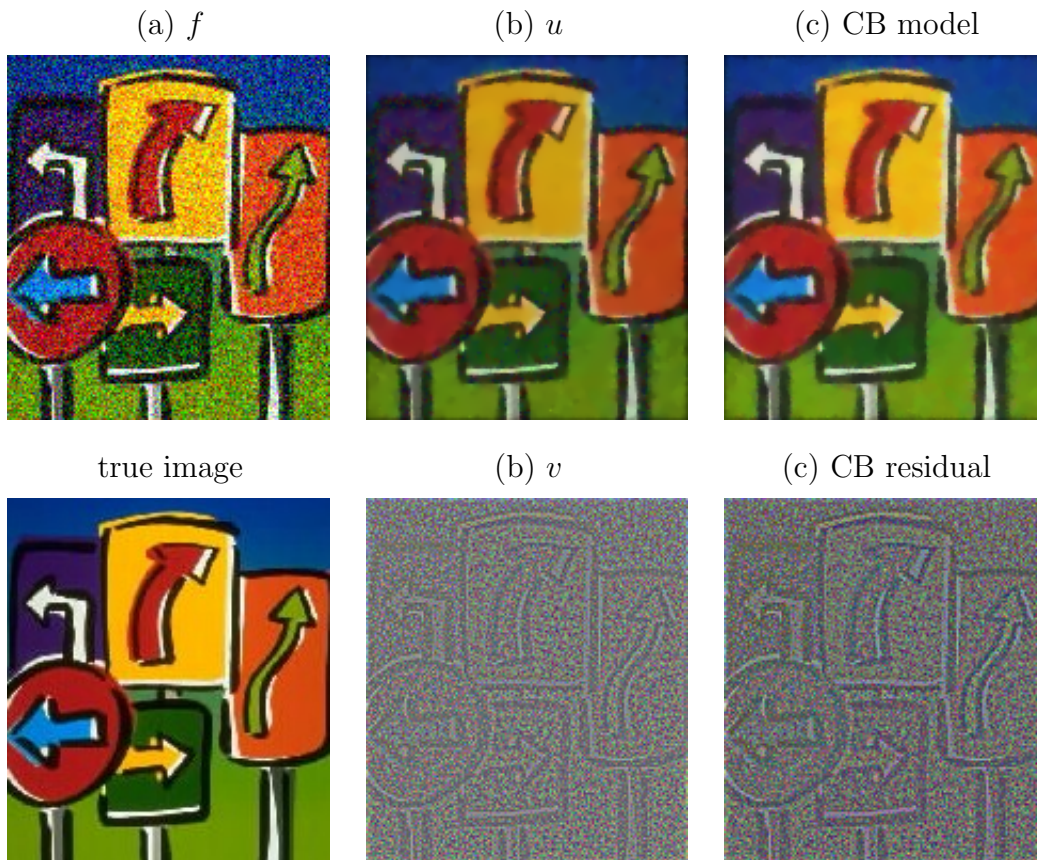 (a) f
(b) u
(c) CB model
true image
(b) v
(c) CB residual